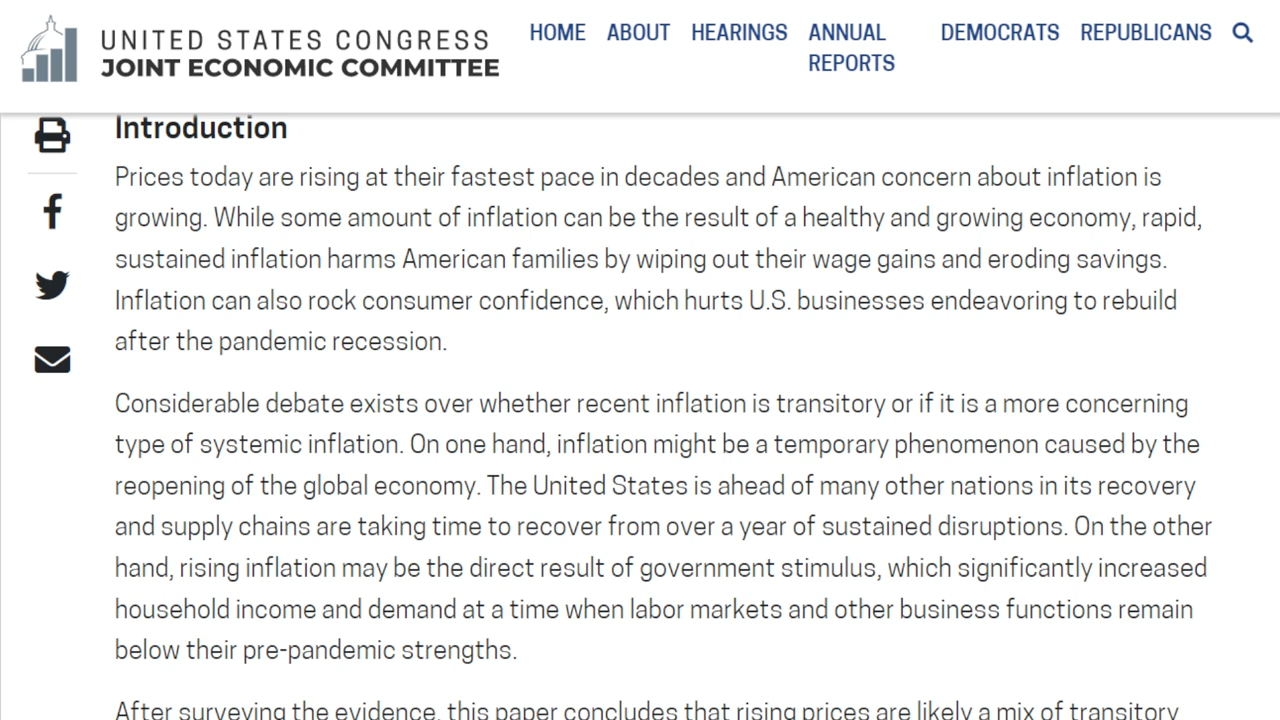 UNITED STATES CONGRESS
JOINT ECONOMIC COMMITTEE
HOME ABOUT HEARINGS ANNUAL REPORTS DEMOCRATS REPUBLICANS
Introduction
Prices today are rising at their fastest pace in decades and American concern about inflation is
growing. While some amount of inflation can be the result of a healthy and growing economy, rapid,
sustained inflation harms American families by wiping out their wage gains and eroding savings.
Inflation can also rock consumer confidence, which hurts U.S. businesses endeavoring to rebuild
after the pandemic recession.
Considerable debate exists over whether recent inflation is transitory or if it is a more concerning
type of systemic inflation. On one hand, inflation might be a temporary phenomenon caused by the
reopening of the global economy. The United States is ahead of many other nations in its recovery
and supply chains are taking time to recover from over a year of sustained disruptions. On the other
hand, rising inflation may be the direct result of government stimulus, which significantly increased
household income and demand at a time when labor markets and other business functions remain
below their pre-pandemic strengths.
After surveying the evidence, this paper concludes that rising prices are likely a mix of transitory